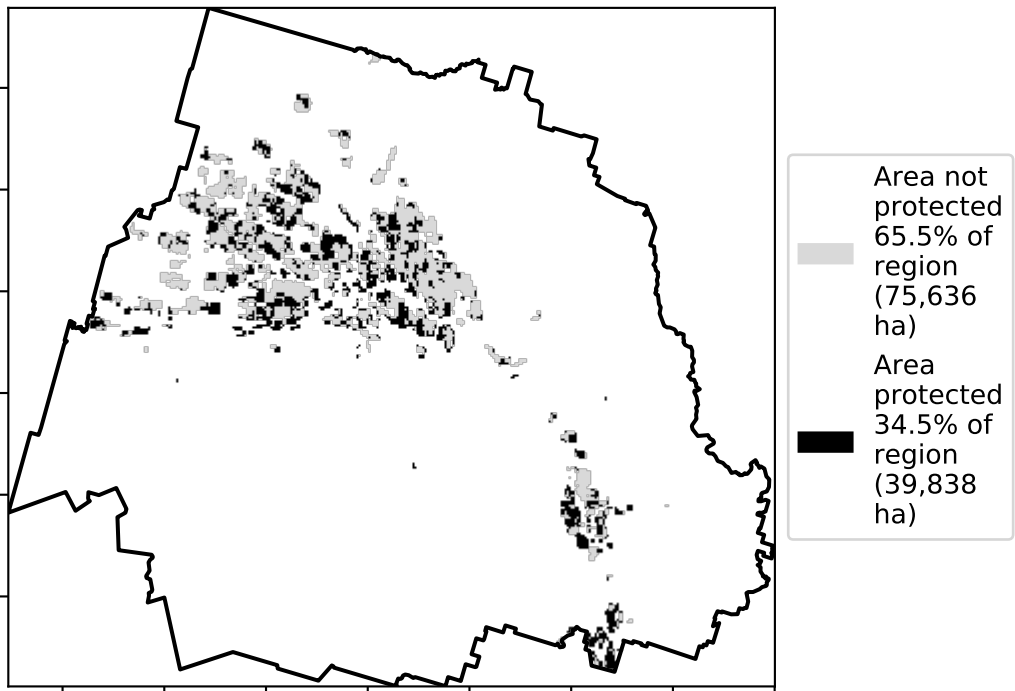 Area not
protected
65.5% of
region
(75,636
ha)
Area
protected
34.5% of
region
(39,838
ha)